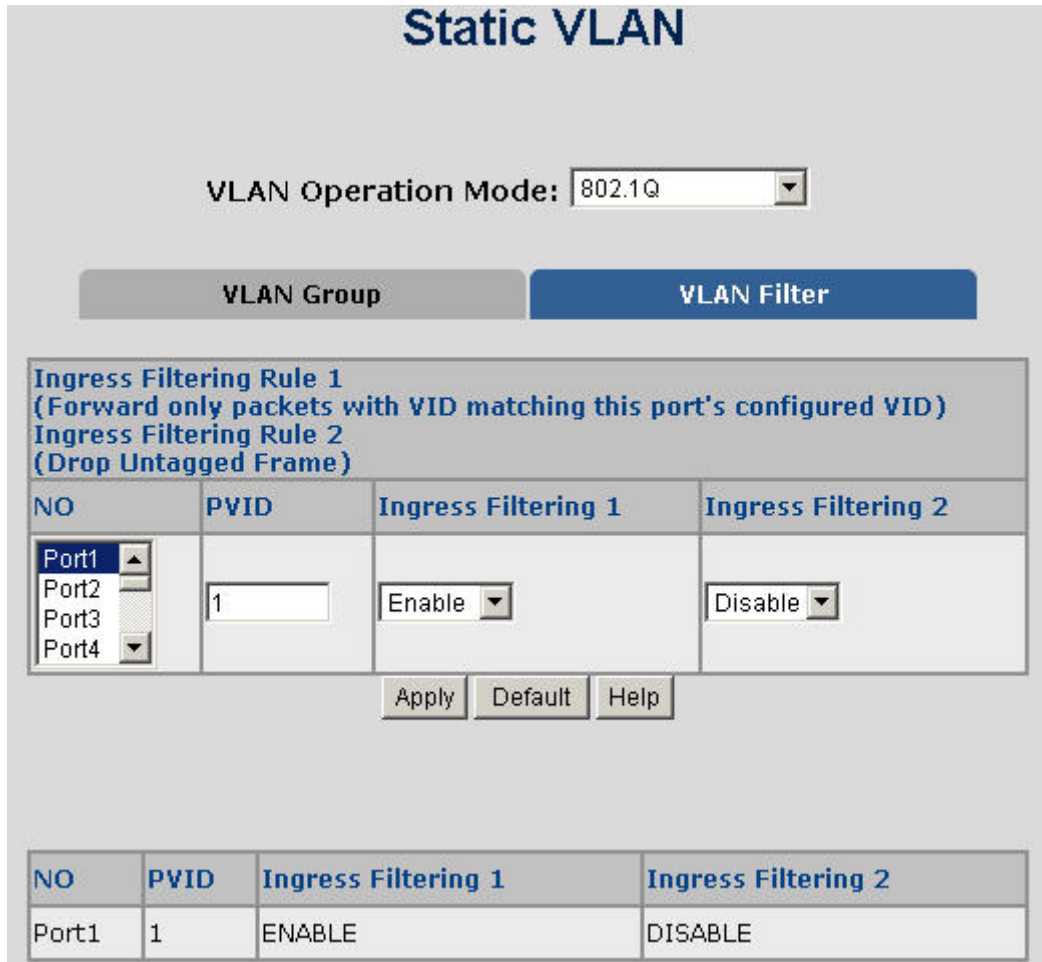 Static VLAN
VLAN Operation Mode: 802.1Q
VLAN Group VLAN Filter
Ingress Filtering Rule 1
(Forward only packets with VID matching this port's configured VID)
Ingress Filtering Rule 2
(Drop Untagged Frame)
NO PVID Ingress Filtering 1 Ingress Filtering 2
Port1
Port2
Port3
Port4
1 Enable Disable
Apply Default Help
NO PVID Ingress Filtering 1 Ingress Filtering 2
Port1 1 ENABLE DISABLE